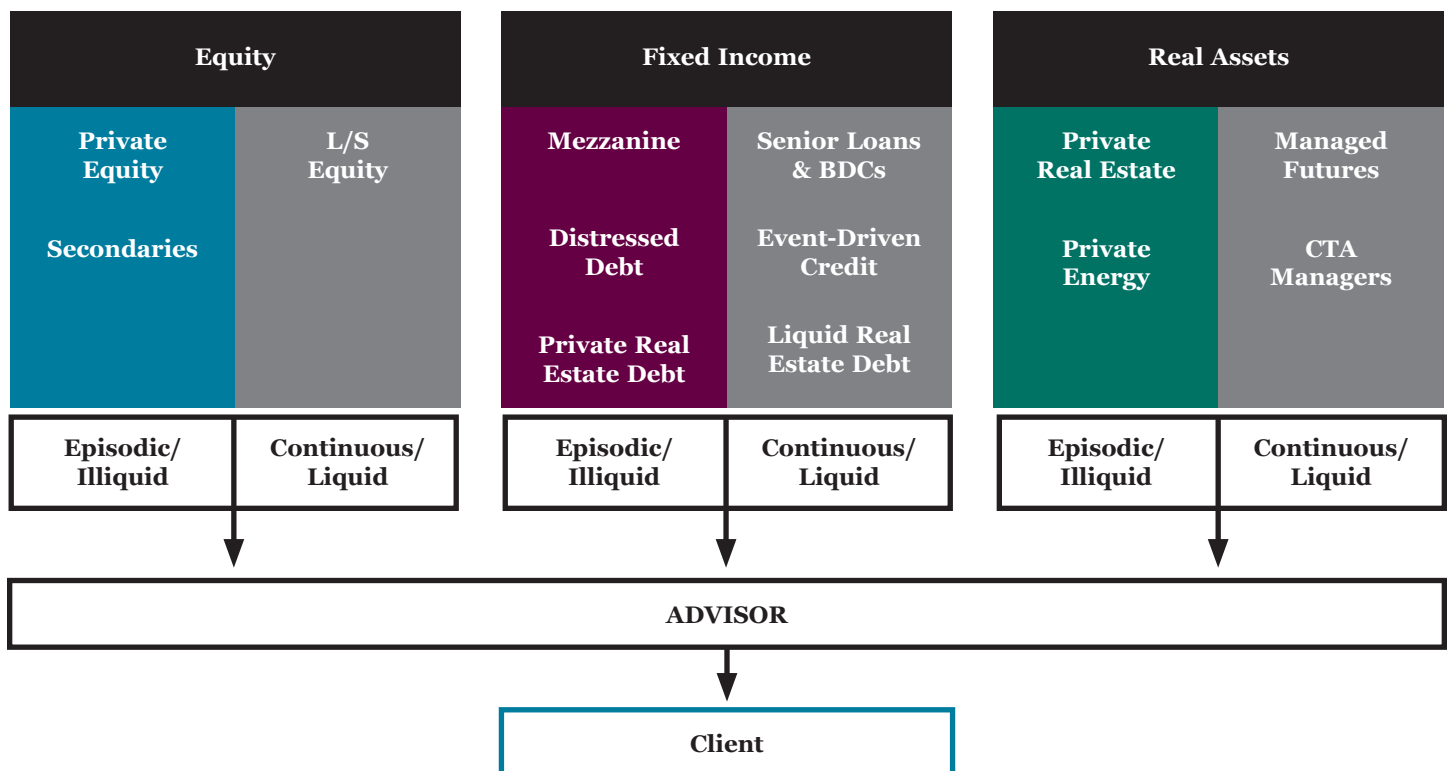 Equity
Private
Equity
Secondaries
L/S
Equity
Episodic/
Illiquid
Continuous/
Liquid
Fixed Income
Mezzanine
Distressed
Debt
Private Real
Estate Debt
Senior Loans
& BDCs
Event-Driven
Credit
Liquid Real
Estate Debt
Episodic/
Illiquid
Continuous/
Liquid
Real Assets
Private
Real Estate
Private
Energy
Managed
Futures
CTA
Managers
Episodic/
Illiquid
Continuous/
Liquid
ADVISOR
Client